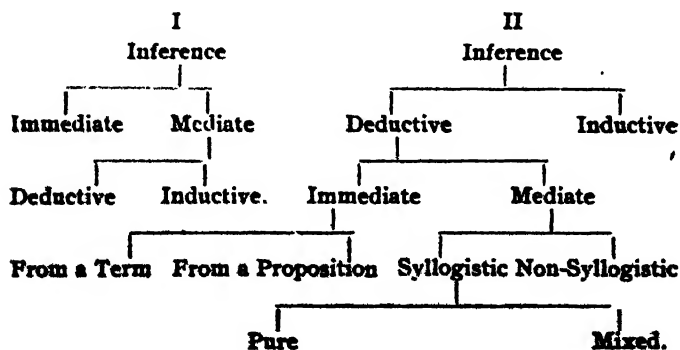 I II
Inference Inference
Immediate Mediate Deductive Inductive
Deductive Inductive. Immediate Mediate
From a Term From a Proposition Syllogistic Non-Syllogistic
Pure Mixed.